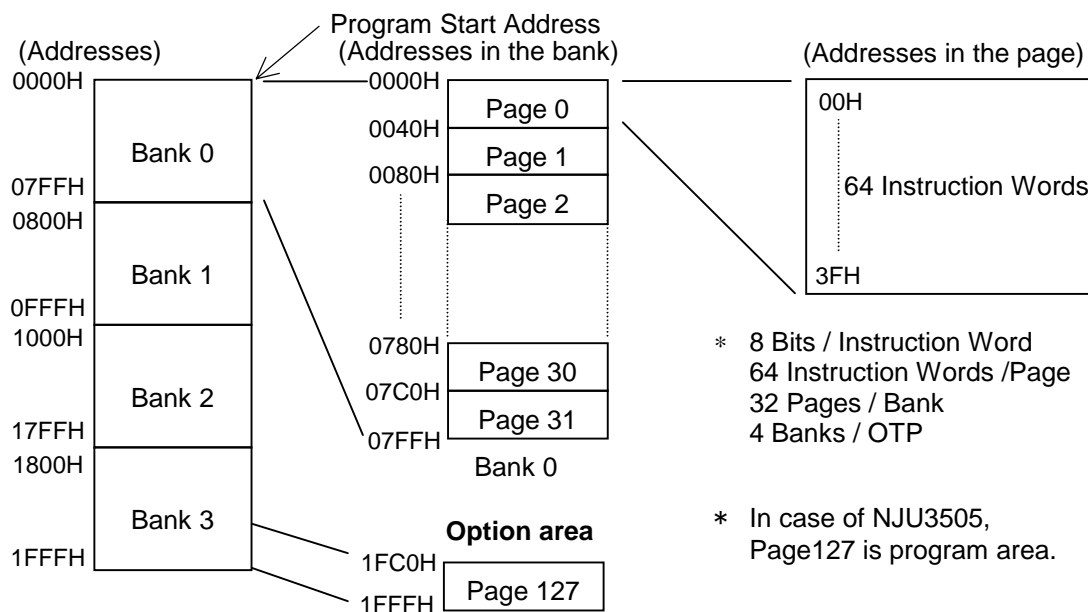 Program Start Address
(Addresses)
(Addresses in the bank)
(Addresses in the page)
0000H
Bank 0
07FFH
0800H
Bank 1
0FFFH
1000H
Bank 2
17FFH
1800H
Bank 3
1FFFH
0000H
Page 0
0040H
Page 1
0080H
Page 2
0780H
Page 30
07C0H
Page 31
07FFH
Bank 0
Option area
1FC0H
Page 127
1FFFH
00H
64 Instruction Words
3FH
* 8 Bits / Instruction Word
64 Instruction Words /Page
32 Pages / Bank
4 Banks / OTP
* In case of NJU3505,
Page127 is program area.